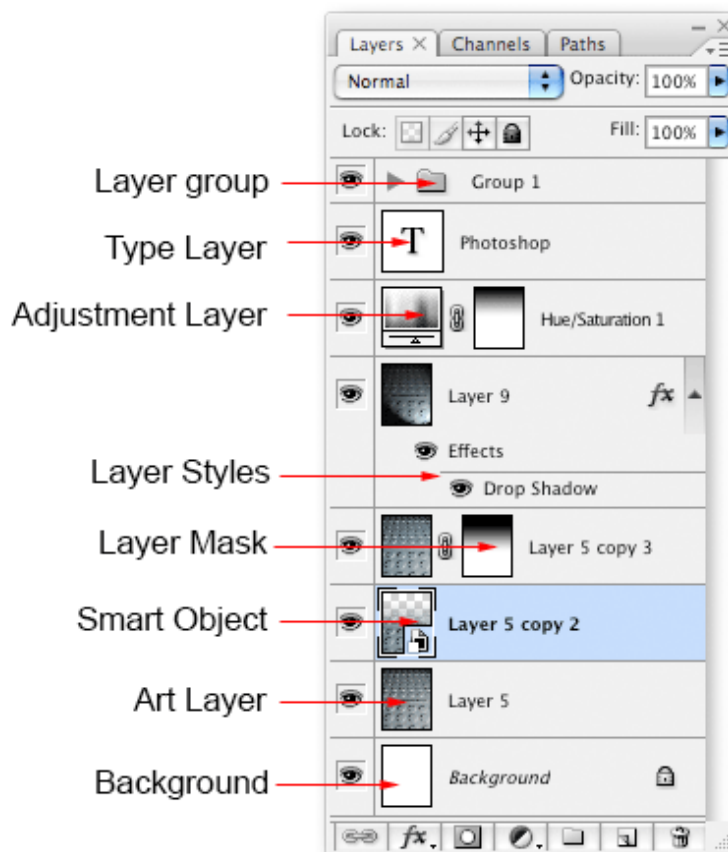 Layers × Channels Paths
Normal Opacity: 100%
Lock: Fill: 100%
Layer group Group 1
Type Layer T Photoshop
Adjustment Layer Hue/Saturation 1
Layer 9 fx
Effects
Layer Styles
Drop Shadow
Layer Mask Layer 5 copy 3
Smart Object Layer 5 copy 2
Art Layer Layer 5
Background Background
fx.